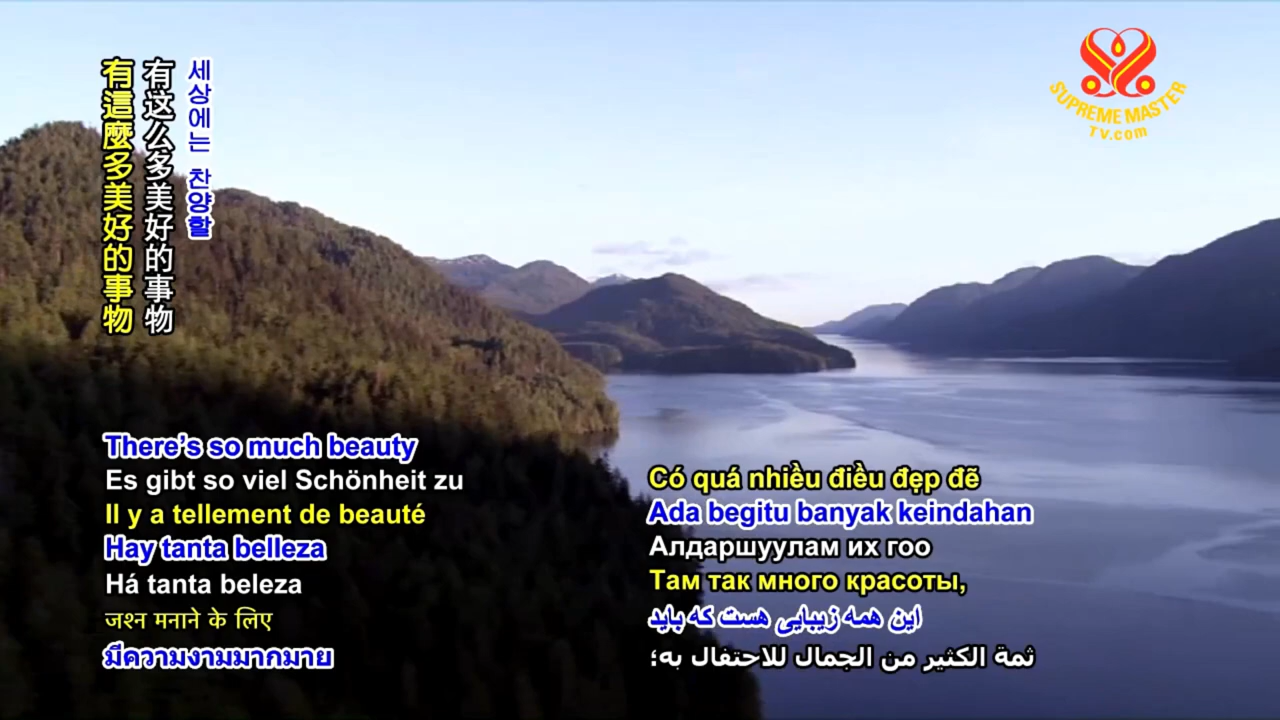 세상에는 찬양할
有这么多美好的事物
有這麼多美好的事物
SUPREME MASTER
TV.com
There's so much beauty
Es gibt so viel Schönheit zu
Il y a tellement de beauté
Hay tanta belleza
Há tanta beleza
जश्न मनाने के लिए
มีความงามมากมาย
Có quá nhiều điều đẹp đẽ
Ada begitu banyak keindahan
Алдаршуулам их гоо
Там так много красоты,
این همه زیبایی هست که باید
ثمة الكثير من الجمال للاحتفال به؛